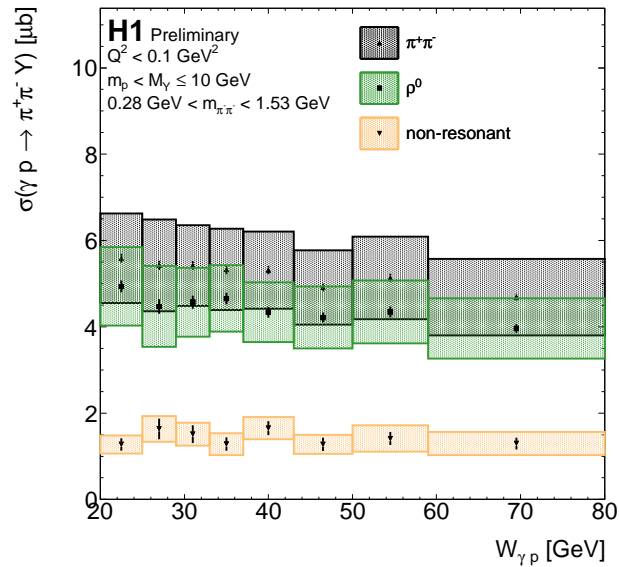 H1 Preliminary
Q² < 0.1 GeV²
m_p < M_Y ≤ 10 GeV
0.28 GeV < m_π⁺π⁻ < 1.53 GeV
π⁺π⁻
ρ⁰
non-resonant
σ(γ p → π⁺π⁻ Y) [μb]
10
8
6
4
2
0
20 30 40 50 60 70 80
W_γ p [GeV]